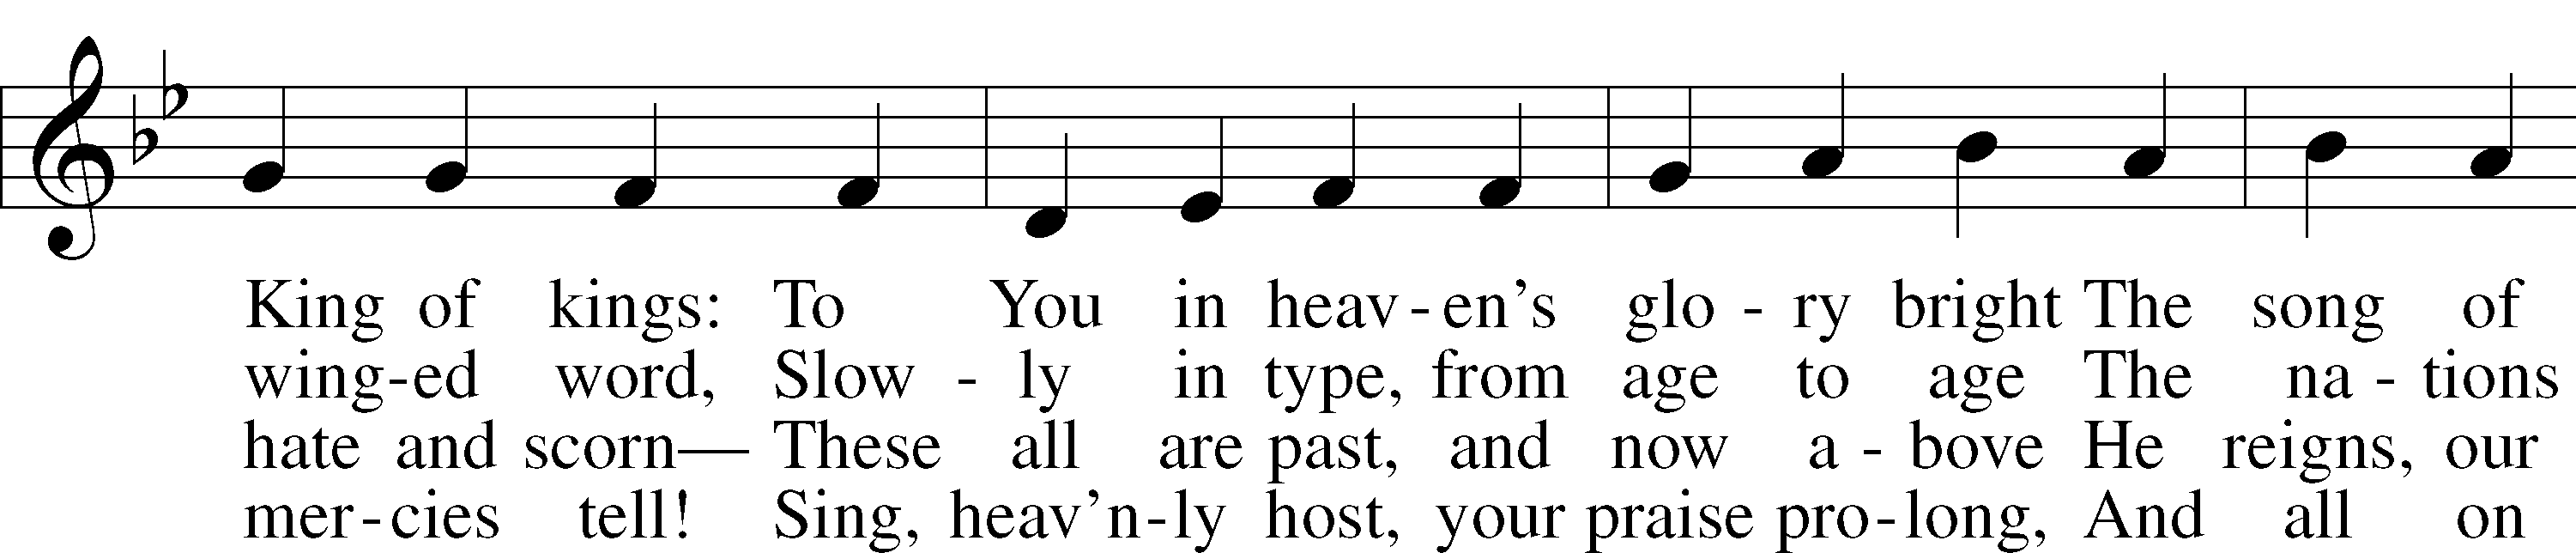 King of kings: To You in heav-en's glo-ry bright The song of
wing-ed word, Slow-ly in type, from age to age The na-tions
hate and scorn— These all are past, and now a-bove He reigns, our
mer-cies tell! Sing, heav'n-ly host, your praise pro-long, And all on